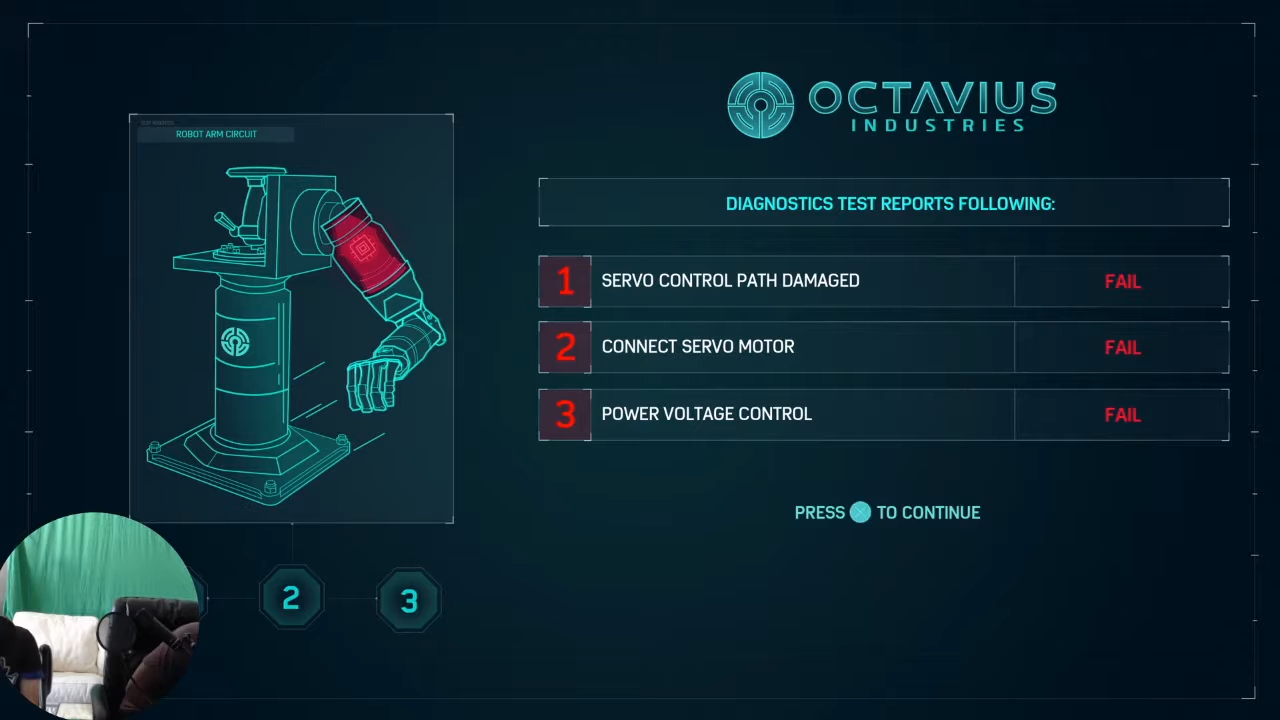 ROBOT ARM CIRCUIT
OCTAVIUS
INDUSTRIES
DIAGNOSTICS TEST REPORTS FOLLOWING:
1 SERVO CONTROL PATH DAMAGED FAIL
2 CONNECT SERVO MOTOR FAIL
3 POWER VOLTAGE CONTROL FAIL
PRESS TO CONTINUE
2 3